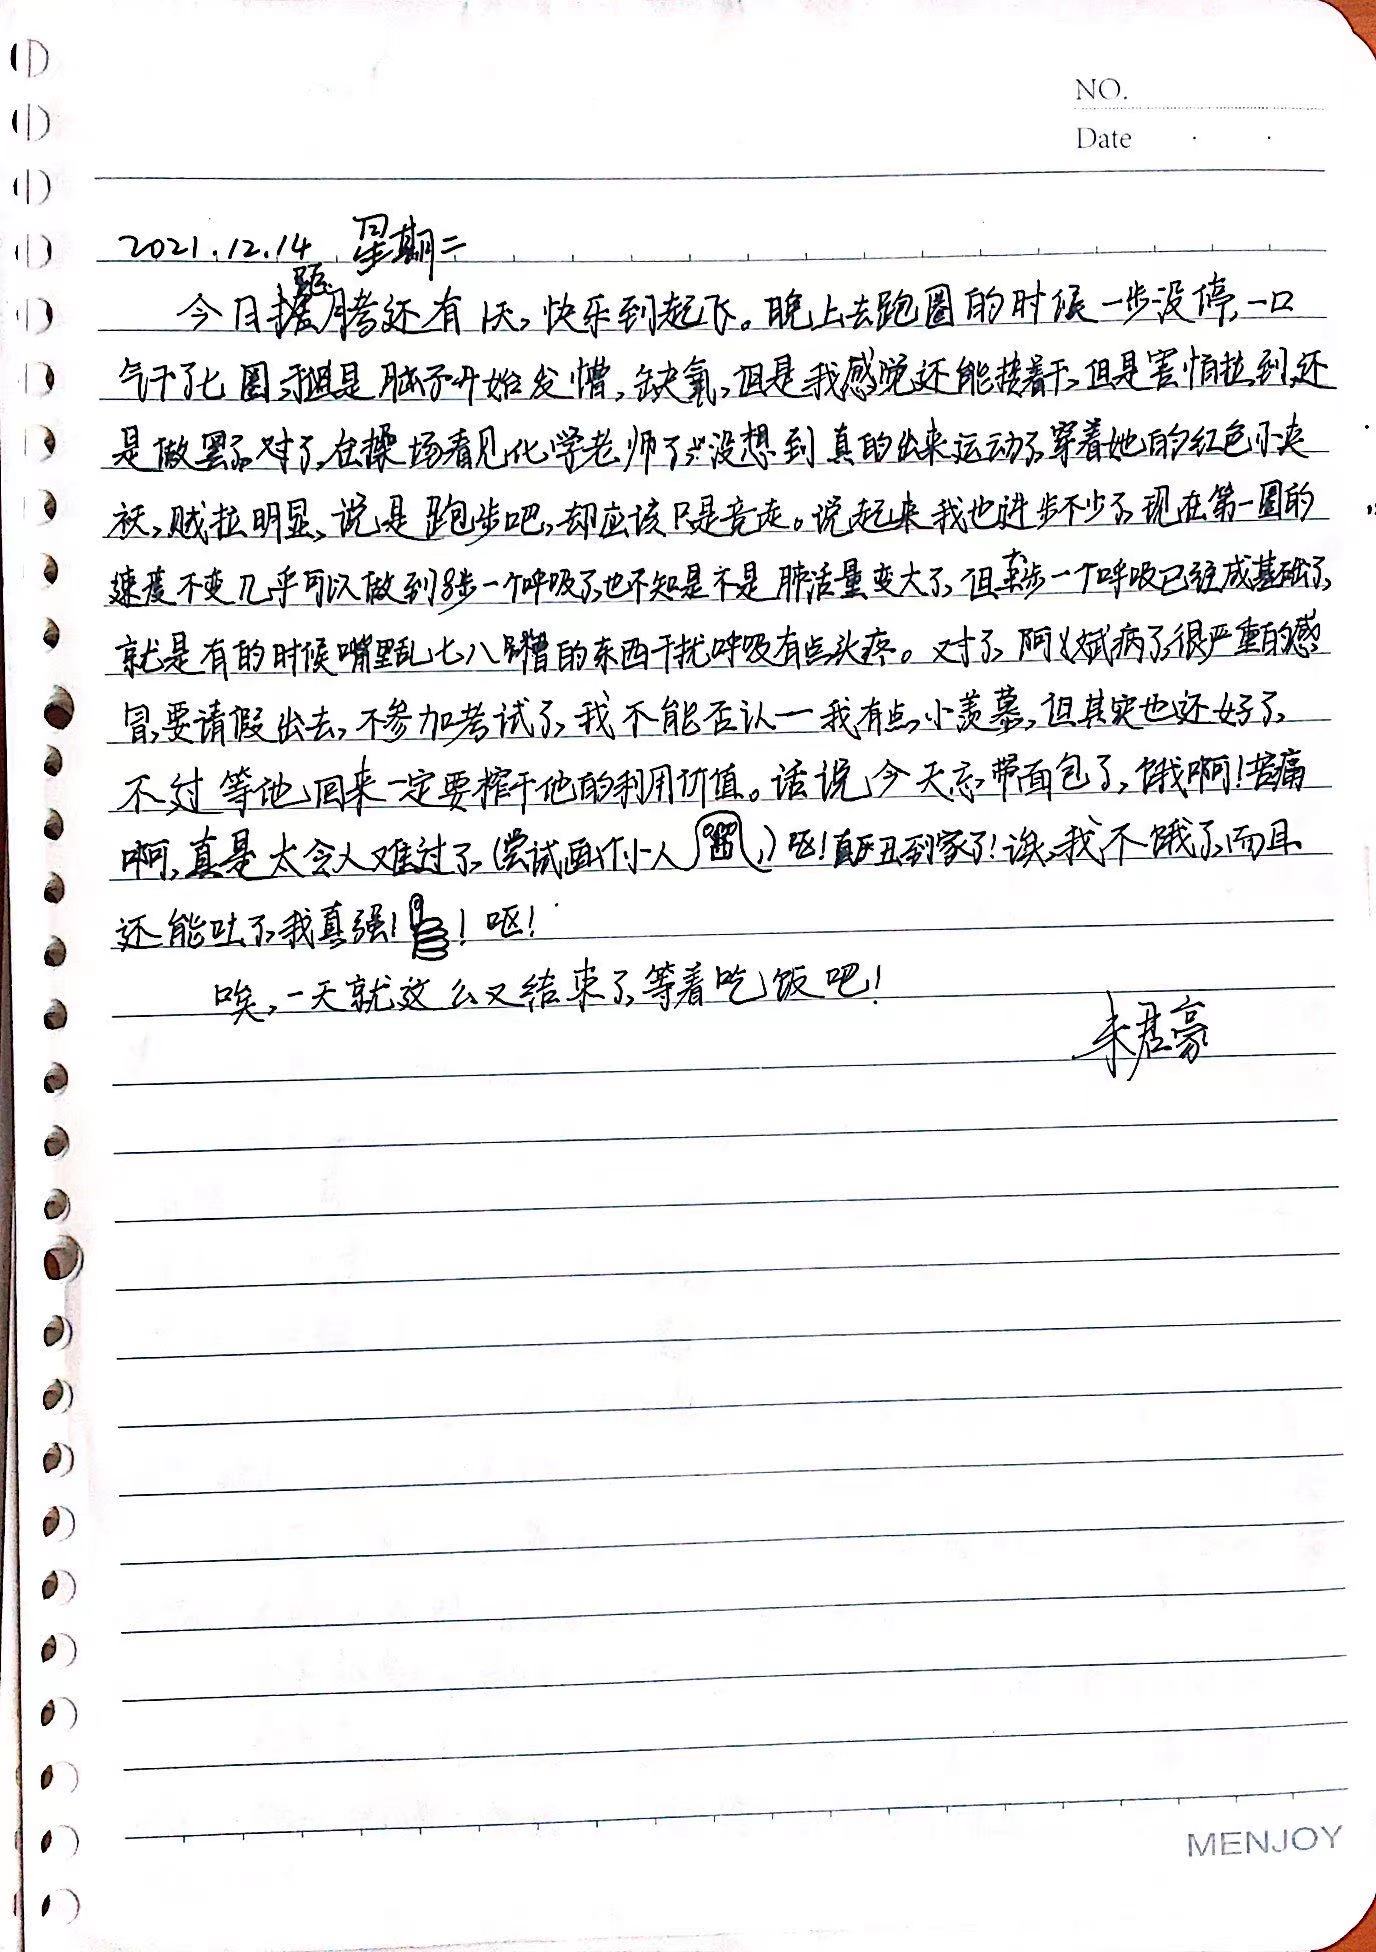 NO.
Date
2021.12.14 星期二
今日距月考还有1天，快乐到起飞。晚上去跑圈的时候一步没停，一口
气干了七圈，但是脑子开始发懵，缺氧，但是我感觉还能接着干，但是害怕拉到，还
是做罢了。对了，在操场看见化学老师了，没想到真的出来运动了，穿着她的红色小夹
袄，贼拉明显，说是跑步吧，却应该只是竞走。说起来我也进步不少了，现在第一圈的
速度不变几乎可以做到8步一个呼吸了，也不知是不是肺活量变大了，但 步一个呼吸已经成基础了，
就是有的时候嘴里乱七八糟的东西干扰呼吸有点头疼。对了，阿 斌病了，很严重的感
冒，要请假出去，不参加考试了，我不能否认一我有点小羡慕，但其实也还好了，
不过等他回来一定要榨干他的利用价值。话说今天忘带面包了，饿啊！苦痛
啊，真是太令人难过了，(尝试画个小人 ) 呕！真丑到家了！诶，我不饿了，而且
还能吐了，我真强！ ！呕！
唉，一天就这么又结束了，等着吃饭吧！
朱君豪
MENJOY